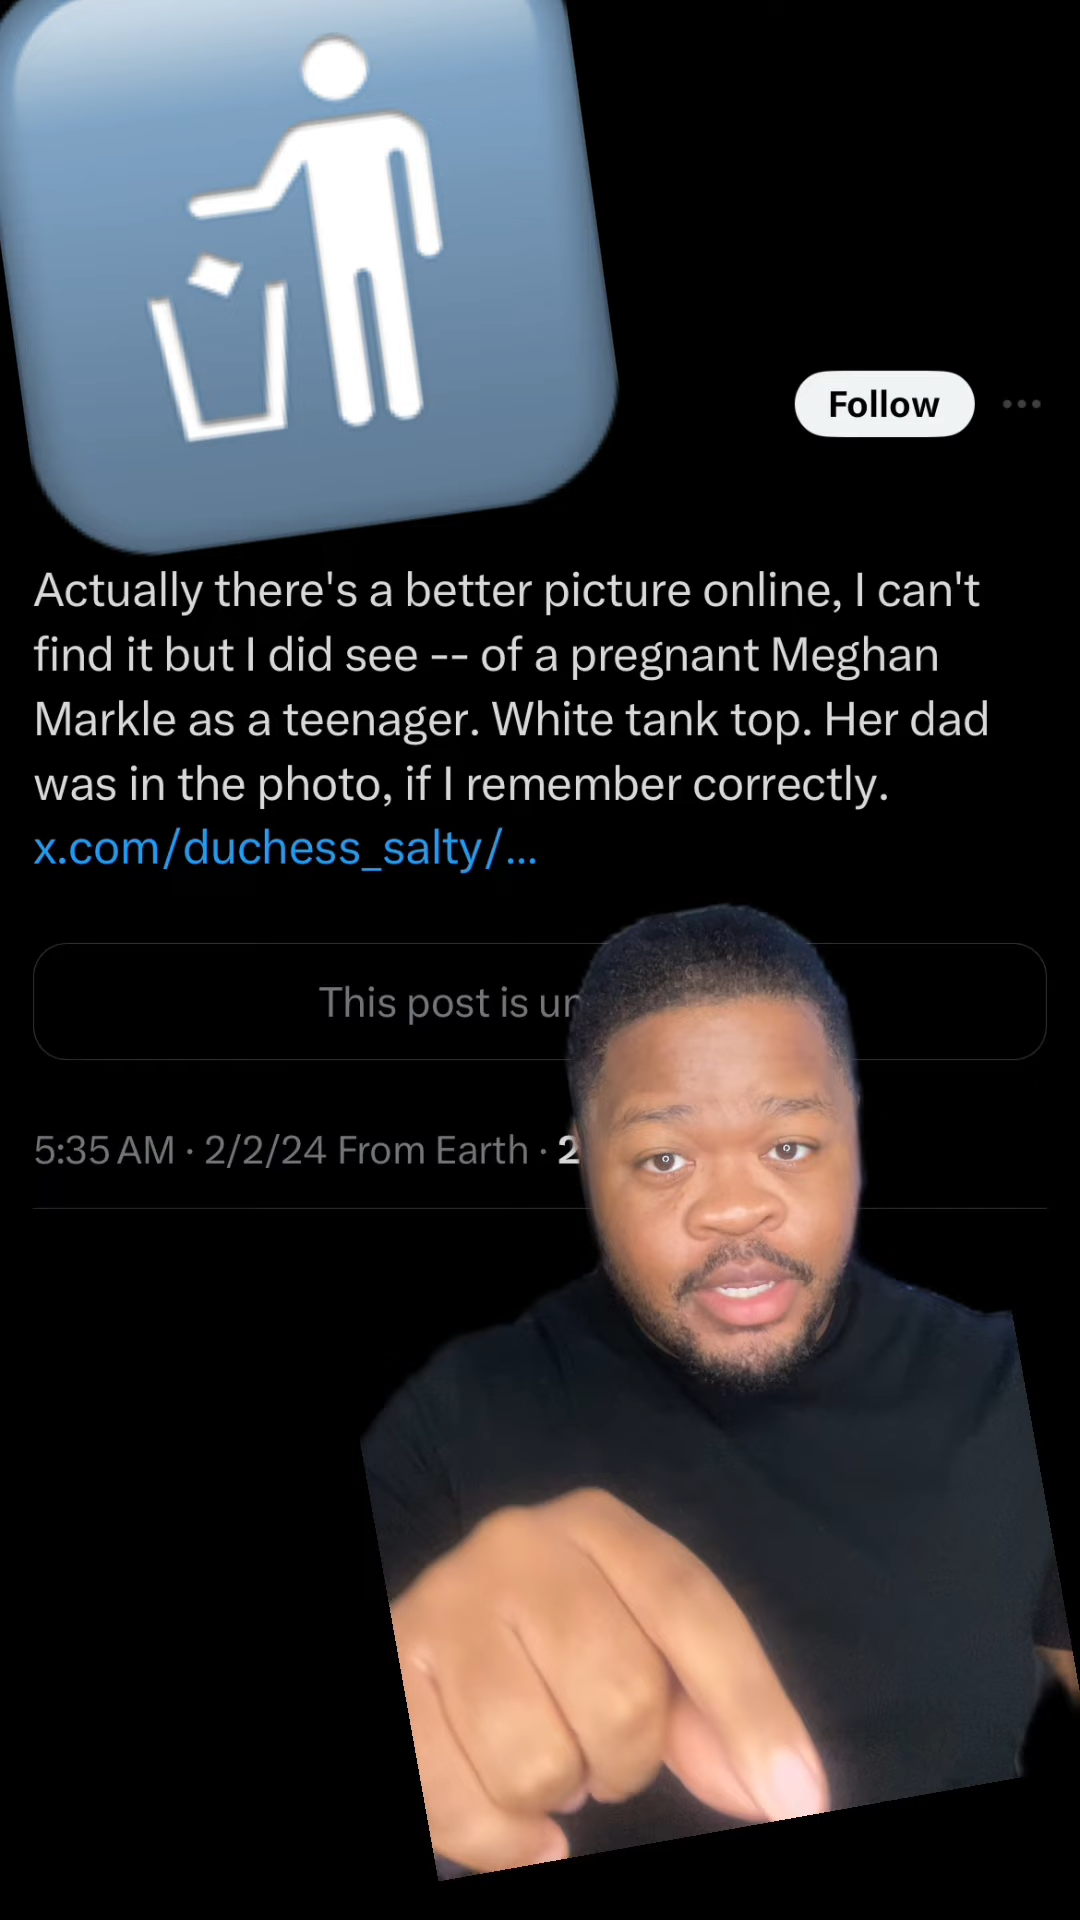 Follow
Actually there's a better picture online, I can't
find it but I did see -- of a pregnant Meghan
Markle as a teenager. White tank top. Her dad
was in the photo, if I remember correctly.
x.com/duchess_salty/...
This post is
5:35 AM · 2/2/24 From Earth · 2